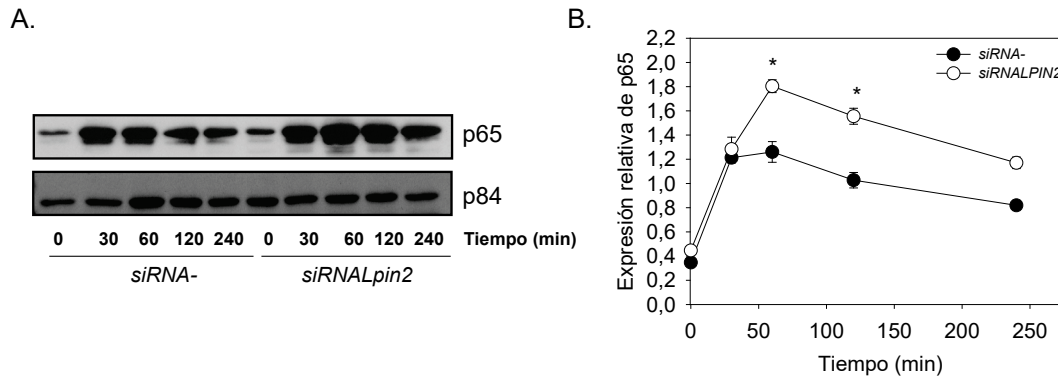 A.
p65
p84
0 30 60 120 240 0 30 60 120 240 Tiempo (min)
siRNA- siRNALpin2
B.
Expresión relativa de p65
2,2
2,0
1,8
1,6
1,4
1,2
1,0
0,8
0,6
0,4
0,2
0,0
siRNA-
siRNALPIN2
*
*
0 50 100 150 200 250
Tiempo (min)